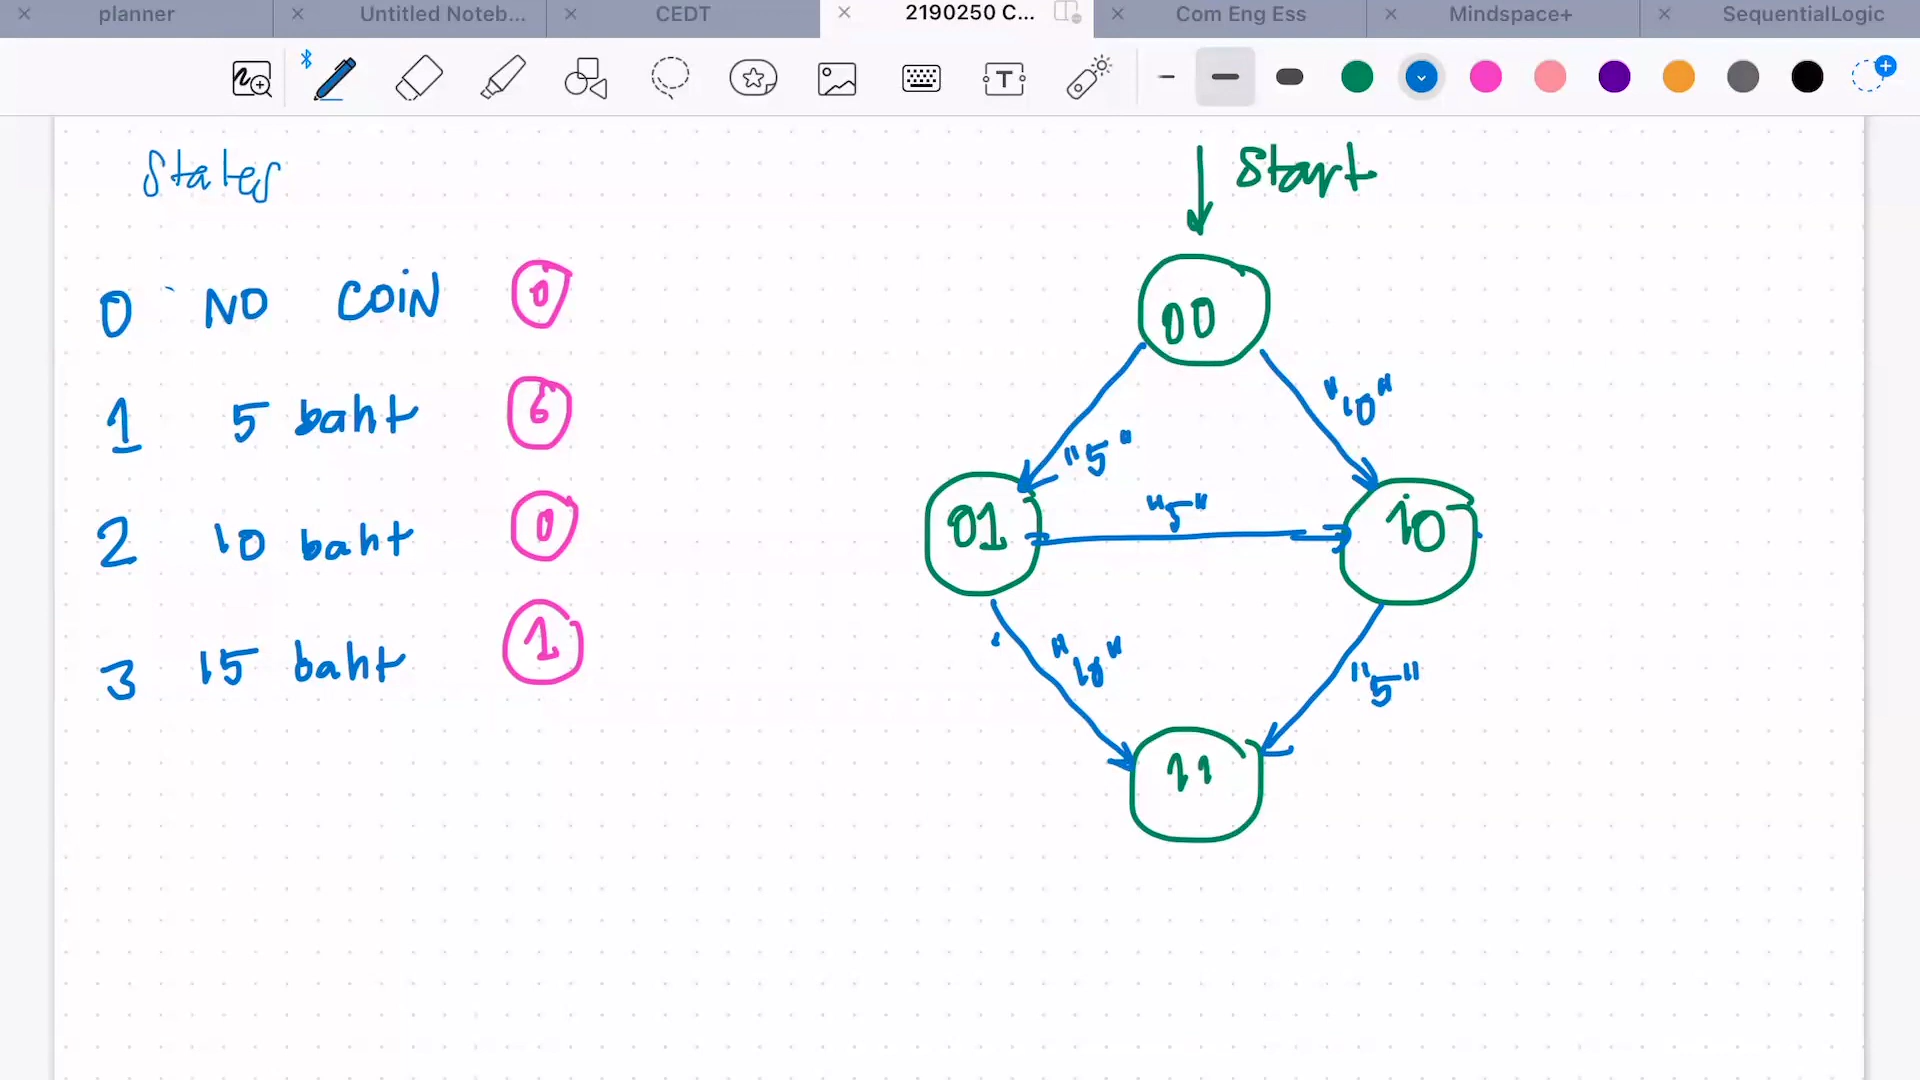 planner
Untitled Noteb...
CEDT
2190250 C...
Com Eng Ess
Mindspace+
SequentialLogic
States
Start
0 NO COIN 0
1 5 baht 0
2 10 baht 0
3 15 baht 1
00
"10"
"5"
01
"5"
10
"10"
"5"
11